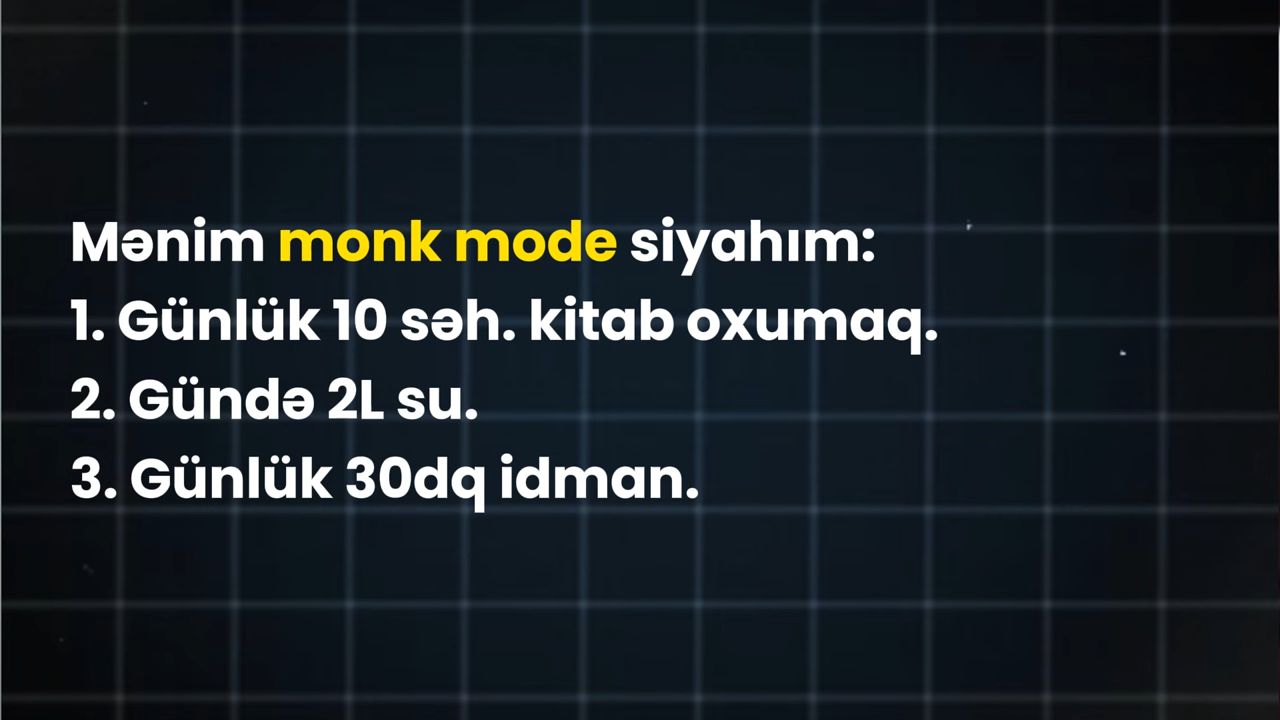 Mənim monk mode siyahım:
1. Günlük 10 səh. kitab oxumaq.
2. Gündə 2L su.
3. Günlük 30dq idman.